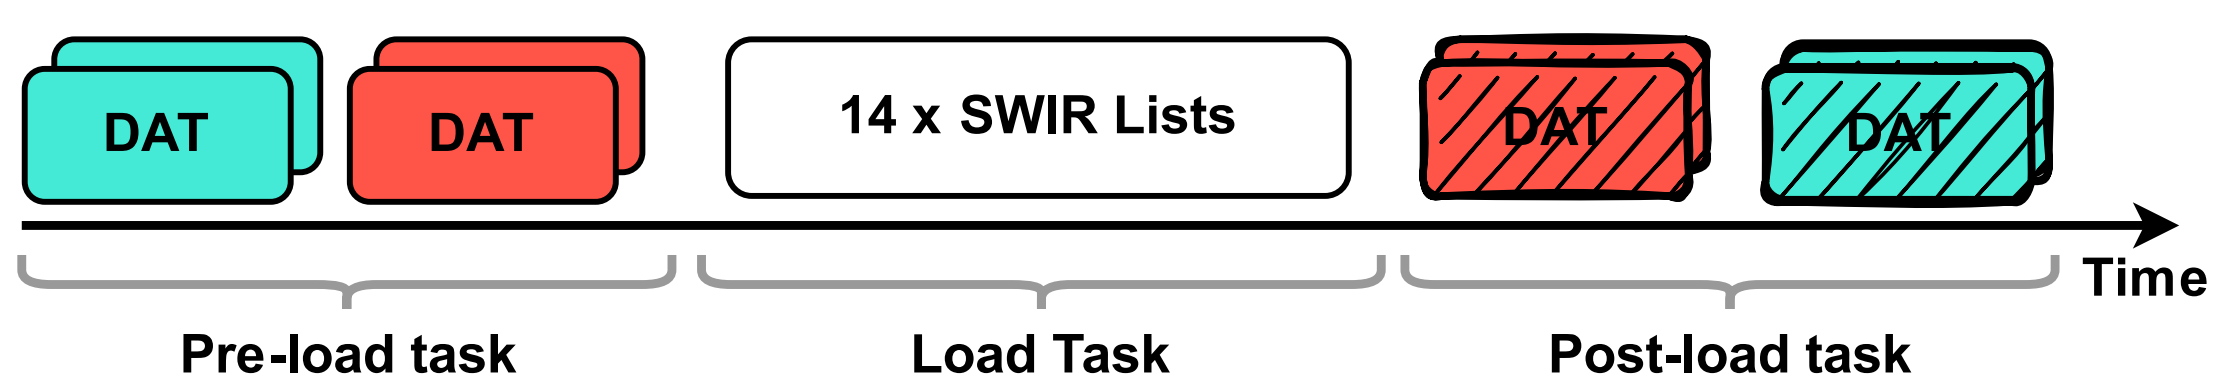 DAT
DAT
14 x SWIR Lists
DAT
DAT
Time
Pre-load task
Load Task
Post-load task